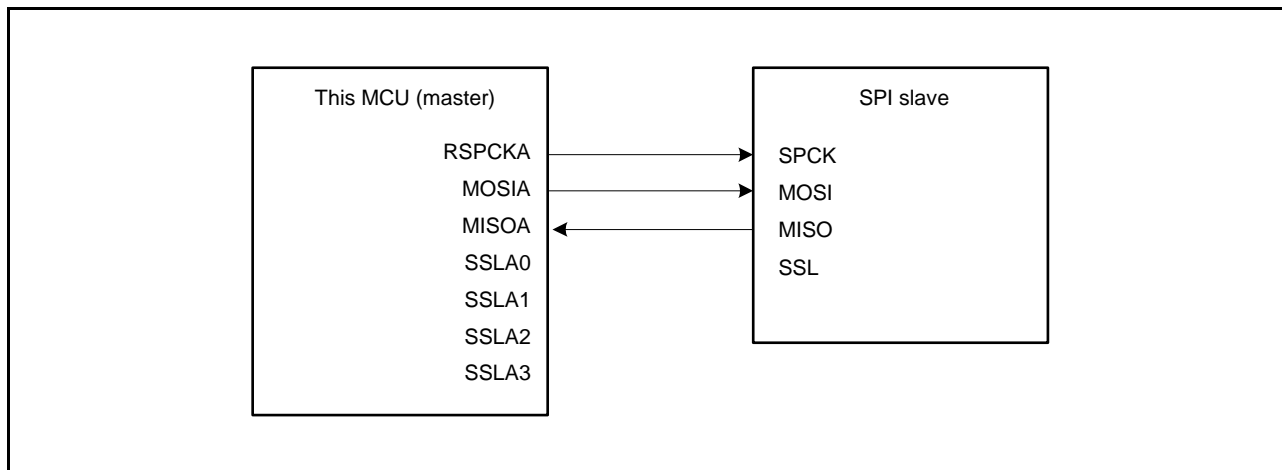 This MCU (master)
RSPCKA
MOSIA
MISOA
SSLA0
SSLA1
SSLA2
SSLA3
SPI slave
SPCK
MOSI
MISO
SSL